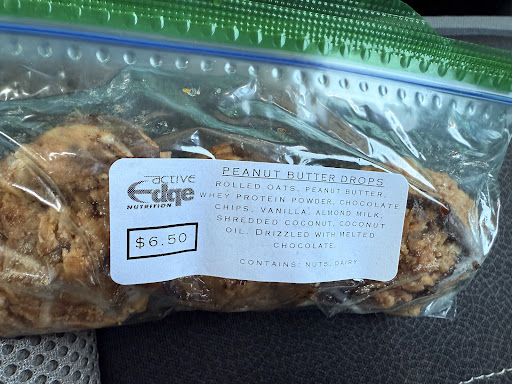 active
Edge
NUTRITION
$6.50
PEANUT BUTTER DROPS
ROLLED OATS, PEANUT BUTTER,
WHEY PROTEIN POWDER, CHOCOLATE
CHIPS, VANILLA, ALMOND MILK,
SHREDDED COCONUT, COCONUT
OIL. DRIZZLED WITH MELTED
CHOCOLATE.
CONTAINS: NUTS, DAIRY